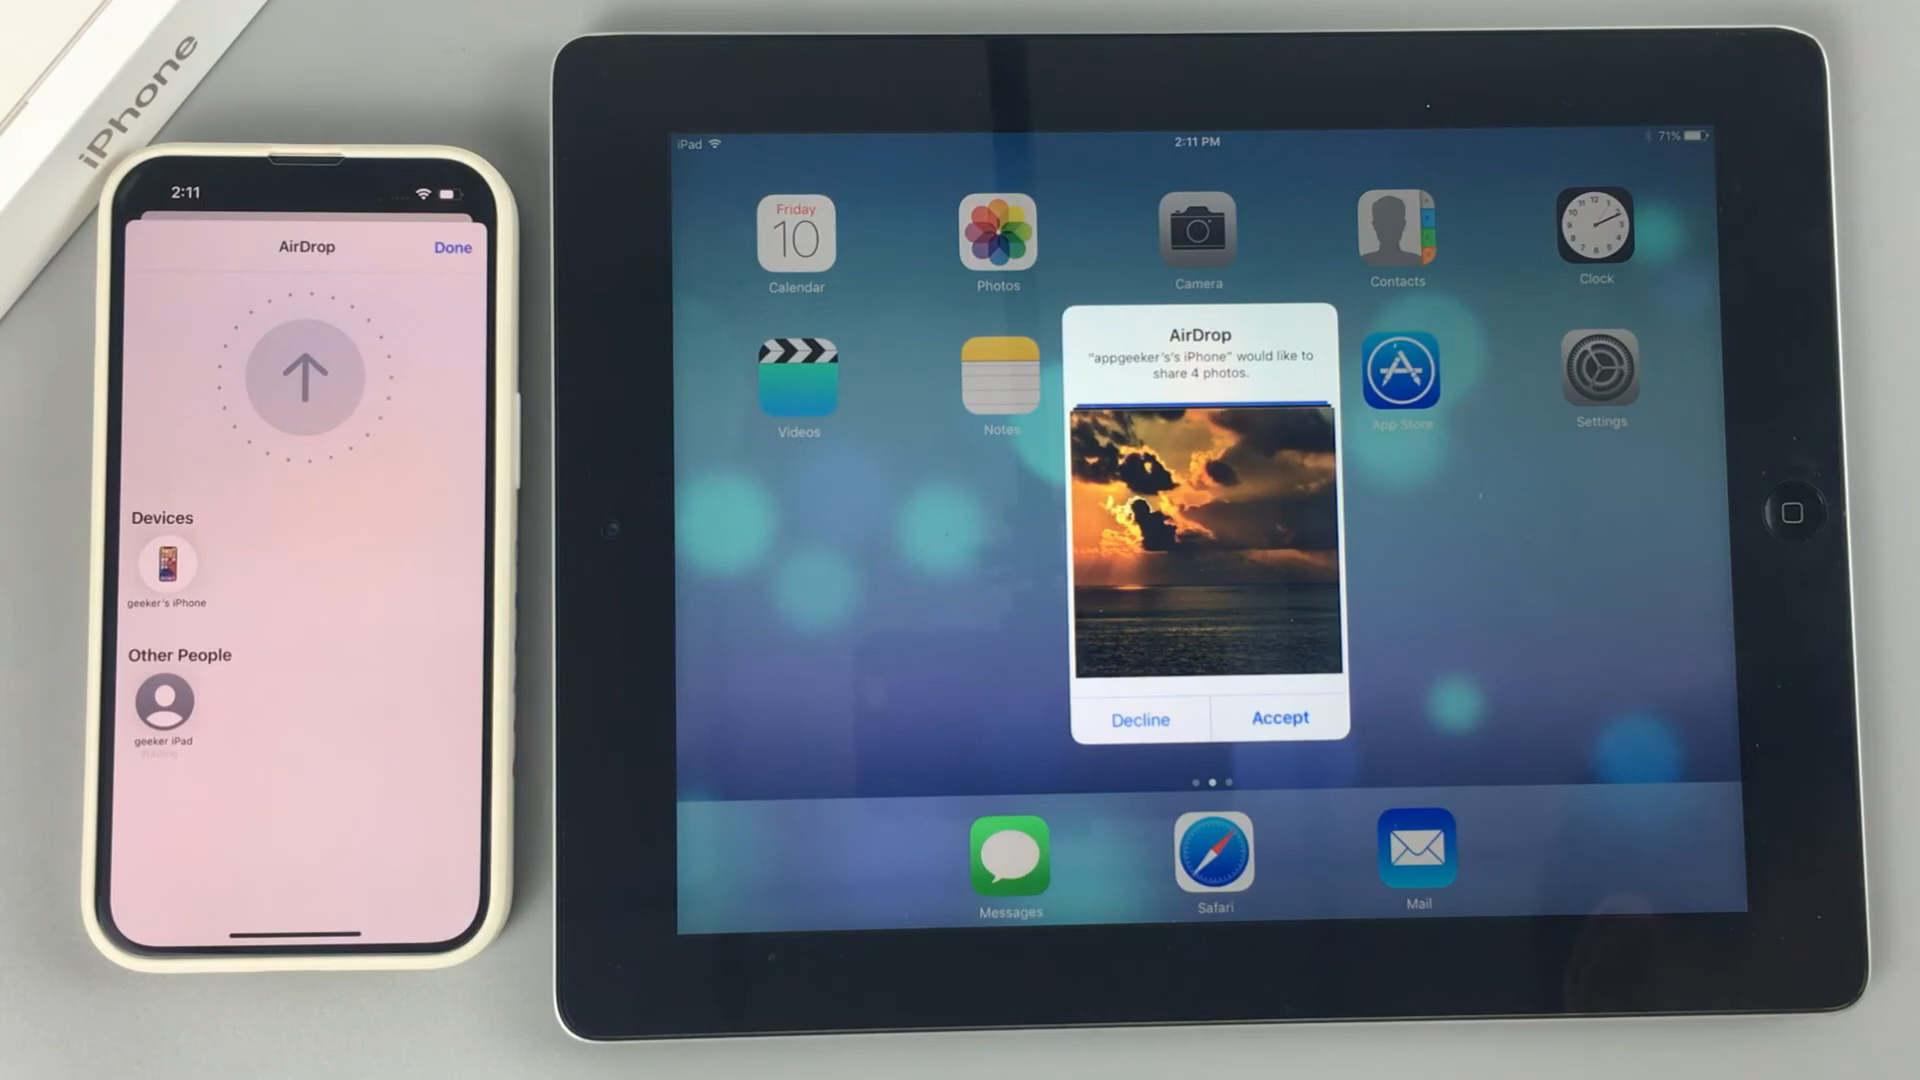 iPhone
2:11
AirDrop
Done
Devices
geeker's iPhone
Other People
geeker iPad
Waiting...
iPad
2:11 PM
71%
Friday
10
Calendar
Photos
Camera
Contacts
12
Clock
Videos
Notes
App Store
Settings
AirDrop
"appgeeker's's iPhone" would like to
share 4 photos.
Decline
Accept
Messages
Safari
Mail